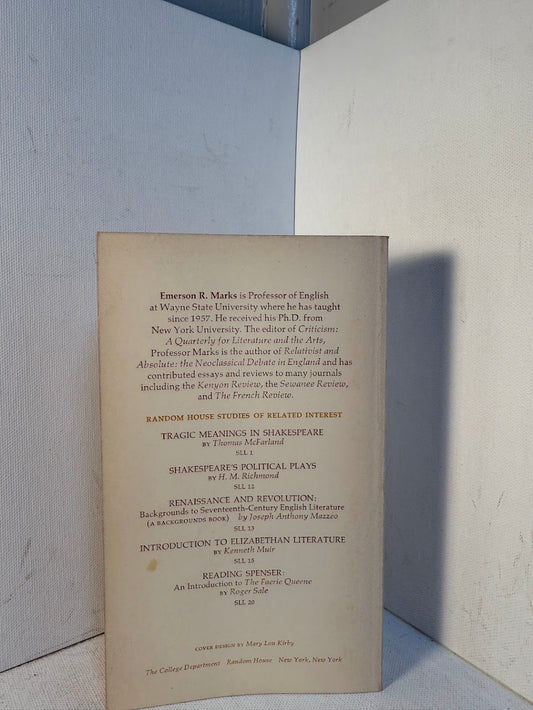 Emerson R. Marks is Professor of English
at Wayne State University where he has taught
since 1957. He received his Ph.D. from
New York University. The editor of Criticism:
A Quarterly for Literature and the Arts,
Professor Marks is the author of Relativist and
Absolute: the Neoclassical Debate in England and has
contributed essays and reviews to many journals
including the Kenyon Review, the Sewanee Review,
and The French Review.
RANDOM HOUSE STUDIES OF RELATED INTEREST
TRAGIC MEANINGS IN SHAKESPEARE
BY Thomas McFarland
SLL 1
SHAKESPEARE'S POLITICAL PLAYS
BY H. M. Richmond
SLL 12
RENAISSANCE AND REVOLUTION:
Backgrounds to Seventeenth-Century English Literature
(A BACKGROUNDS BOOK) by Joseph Anthony Mazzeo
SLL 13
INTRODUCTION TO ELIZABETHAN LITERATURE
BY Kenneth Muir
SLL 15
READING SPENSER:
An Introduction to The Faerie Queene
BY Roger Sale
SLL 20
COVER DESIGN BY Mary Lou Kirby
The College Department Random House New York, New York